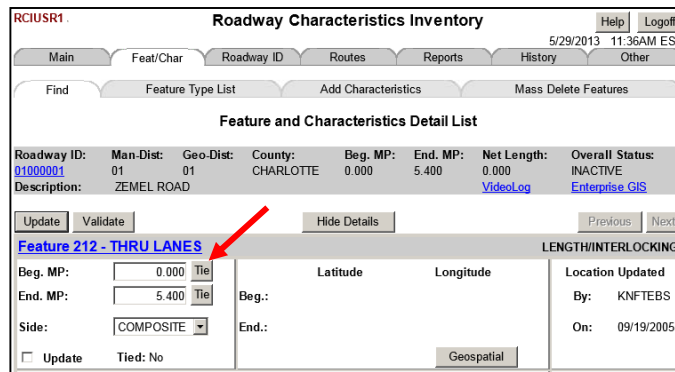 RCIUSR1 . Roadway Characteristics Inventory Help Logoff
5/29/2013 11:36AM ES
Main Feat/Char Roadway ID Routes Reports History Other
Find Feature Type List Add Characteristics Mass Delete Features
Feature and Characteristics Detail List
Roadway ID: Man-Dist: Geo-Dist: County: Beg. MP: End. MP: Net Length: Overall Status:
01000001 01 01 CHARLOTTE 0.000 5.400 0.000 INACTIVE
Description: ZEMEL ROAD VideoLog Enterprise GIS
Update Validate Hide Details Previous Next
Feature 212 - THRU LANES LENGTH/INTERLOCKING
Beg. MP: 0.000 Tie Latitude Longitude Location Updated
End. MP: 5.400 Tie Beg.: By: KNFTEBS
Side: COMPOSITE End.: On: 09/19/2005
Update Tied: No Geospatial